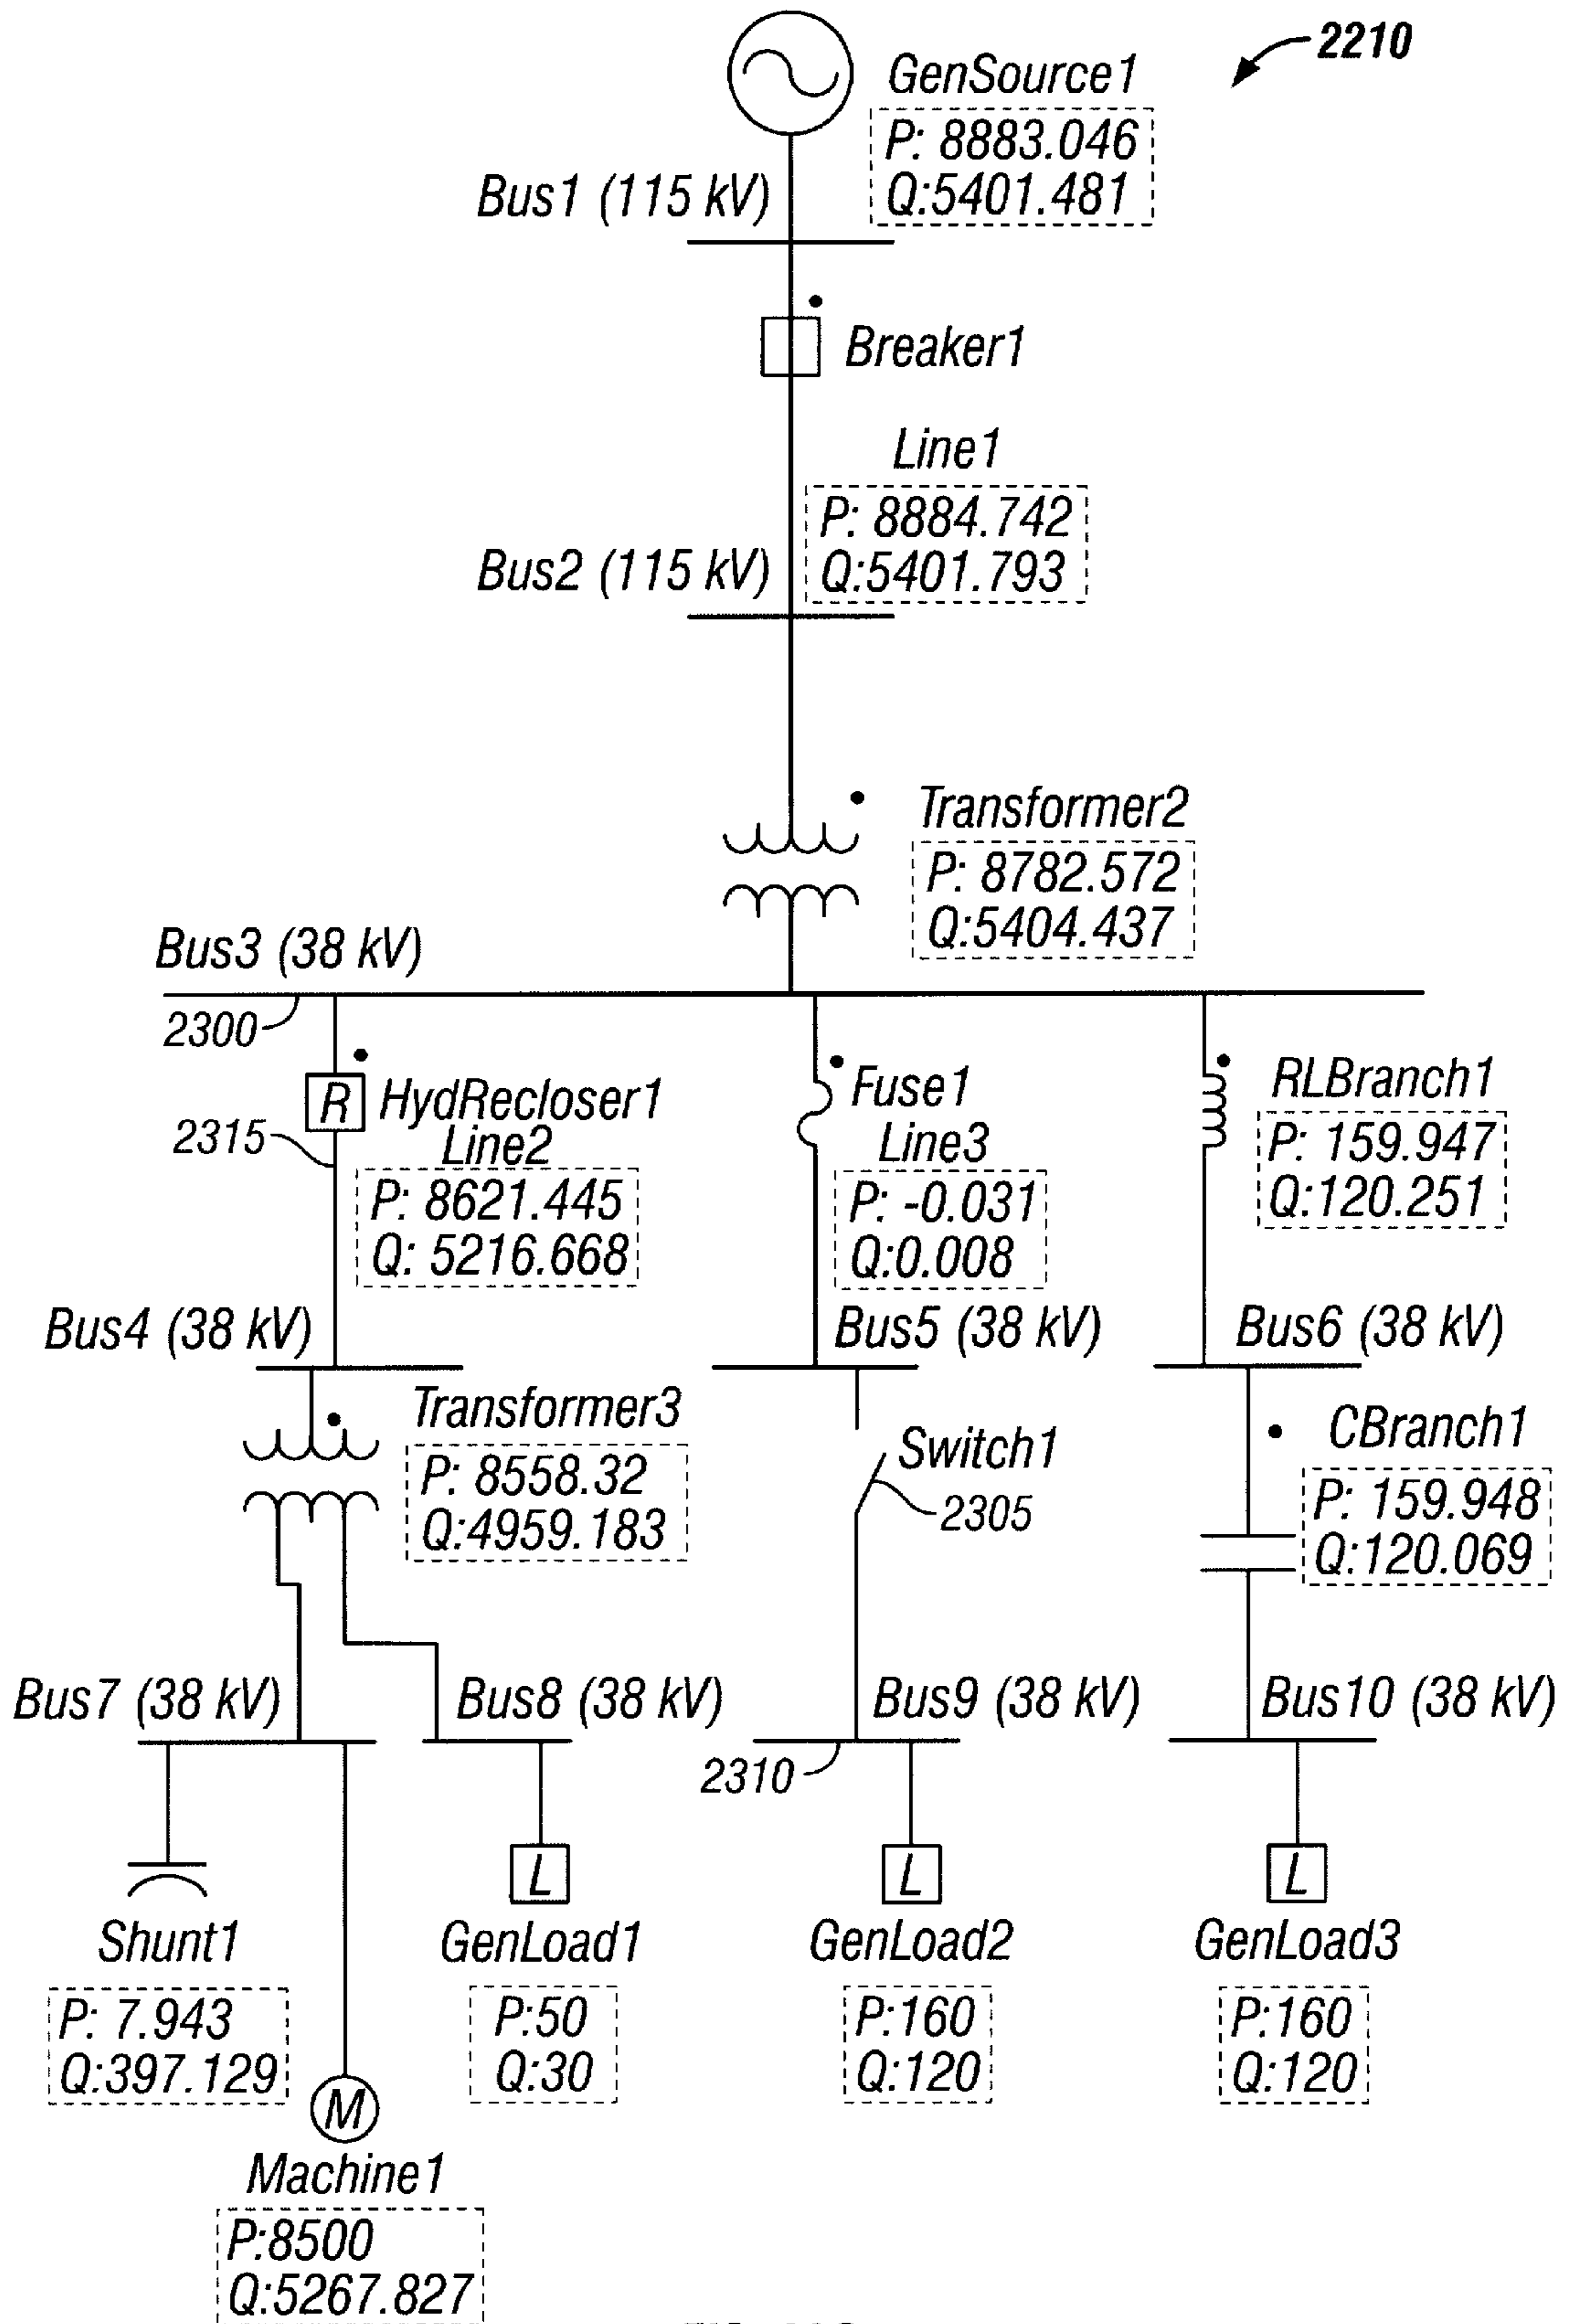 2210
GenSource1
P: 8883.046
Q:5401.481
Bus1 (115 kV)
Breaker1
Line1
P: 8884.742
Q:5401.793
Bus2 (115 kV)
Transformer2
P: 8782.572
Q:5404.437
Bus3 (38 kV)
2300
R
HydRecloser1
2315
Line2
P: 8621.445
Q: 5216.668
Fuse1
Line3
P: -0.031
Q:0.008
RLBranch1
P: 159.947
Q:120.251
Bus4 (38 kV)
Bus5 (38 kV)
Bus6 (38 kV)
Transformer3
P: 8558.32
Q:4959.183
Switch1
2305
CBranch1
P: 159.948
Q:120.069
Bus7 (38 kV)
Bus8 (38 kV)
Bus9 (38 kV)
Bus10 (38 kV)
2310
L
L
L
Shunt1
P: 7.943
Q:397.129
GenLoad1
P:50
Q:30
GenLoad2
P:160
Q:120
GenLoad3
P:160
Q:120
M
Machine1
P:8500
Q:5267.827